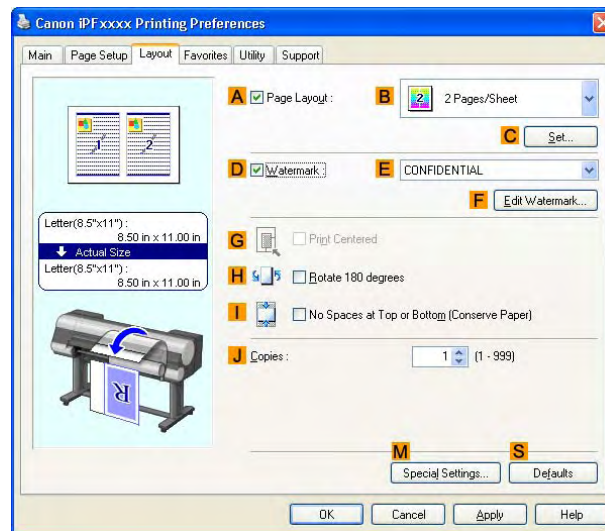 Canon iPFxxxx Printing Preferences
Main Page Setup Layout Favorites Utility Support
1 2
A Page Layout : B 2 2 Pages/Sheet
C Set...
D Watermark : E CONFIDENTIAL
F Edit Watermark...
Letter(8.5"x11") :
8.50 in x 11.00 in
Actual Size
Letter(8.5"x11") :
8.50 in x 11.00 in
G Print Centered
H Rotate 180 degrees
I No Spaces at Top or Bottom (Conserve Paper)
J Copies : 1 (1 - 999)
R
M S
Special Settings... Defaults
OK Cancel Apply Help